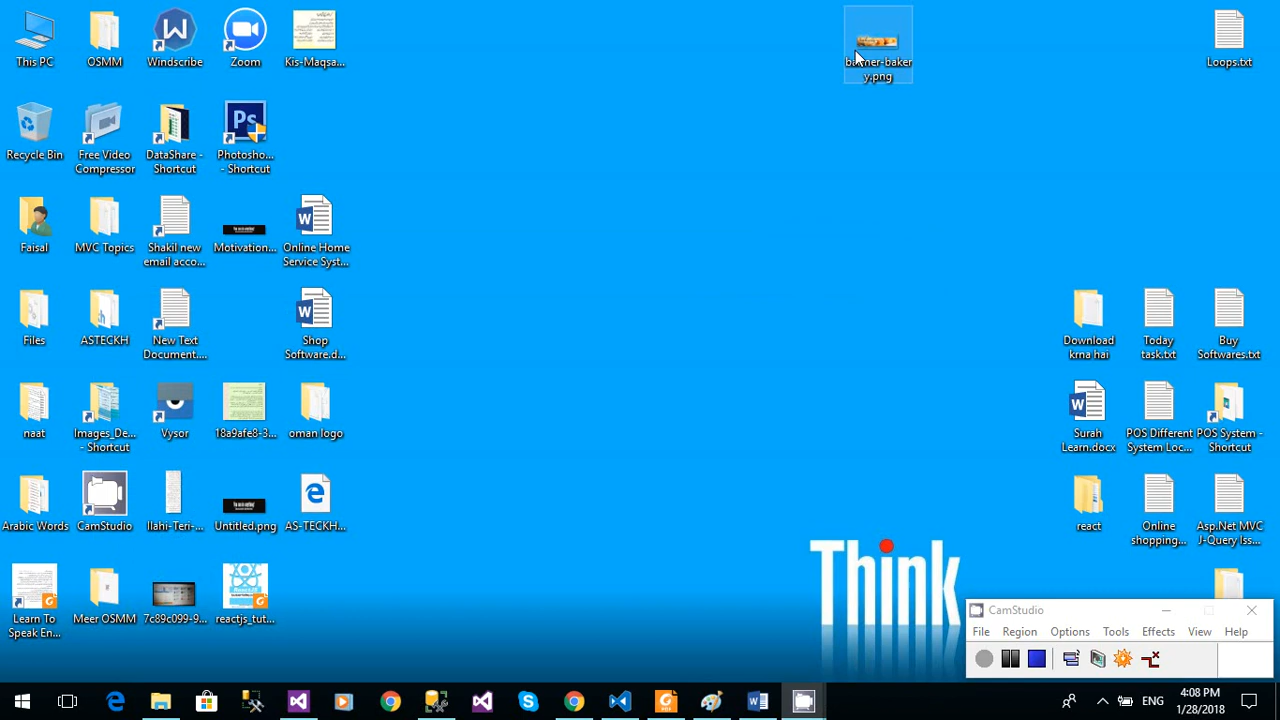 This PC
OSMM
Windscribe
Zoom
Kis-Maqsa...
banner-baker
y.png
Loops.txt
Recycle Bin
Free Video
Compressor
DataShare -
Shortcut
Photosho...
- Shortcut
Ps
Faisal
MVC Topics
Shakil new
email acco...
Motivation...
Online Home
Service Syst...
Files
ASTECKH
New Text
Document....
Shop
Software.d...
Download
krna hai
Today
task.txt
Buy
Softwares.txt
naat
Images_De...
- Shortcut
Vysor
18a9afe8-3...
oman logo
Surah
Learn.docx
POS Different
System Loc...
POS System -
Shortcut
Arabic Words
CamStudio
Ilahi-Teri-...
Untitled.png
AS-TECKH...
react
Online
shopping...
Asp.Net MVC
J-Query Iss...
Learn To
Speak En...
Meer OSMM
7c89c099-9...
reactjs_tut...
Think
CamStudio
File
Region
Options
Tools
Effects
View
Help
ENG
4:08 PM
1/28/2018